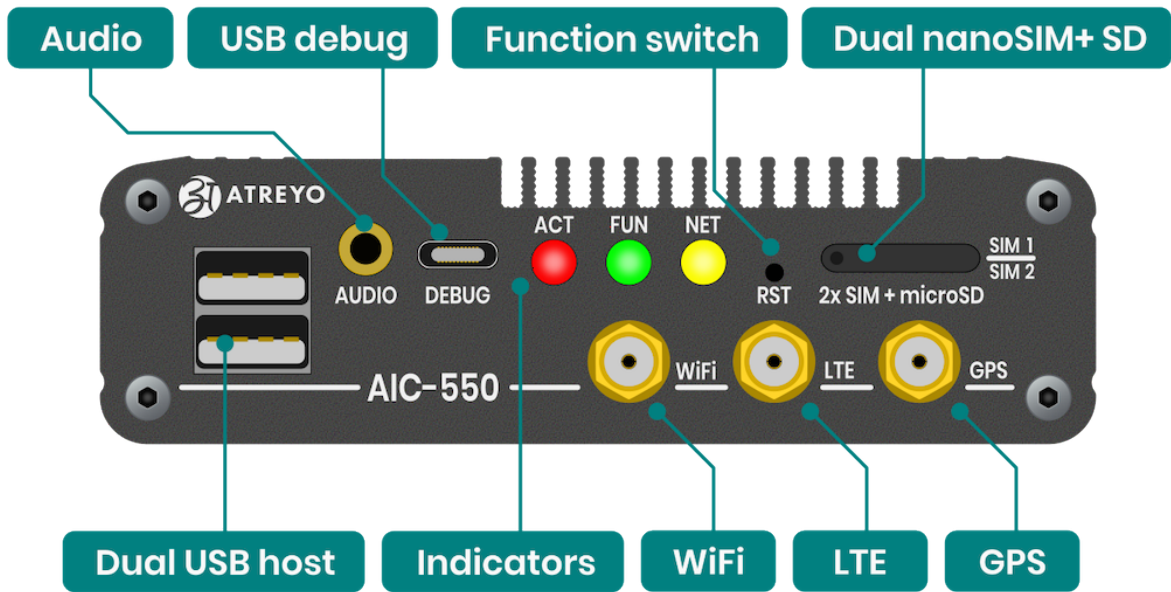 Audio
USB debug
Function switch
Dual nanoSIM+ SD
ATREYO
ACT
FUN
NET
SIM 1
SIM 2
AUDIO
DEBUG
RST
2x SIM + microSD
AIC-550
WiFi
LTE
GPS
Dual USB host
Indicators
WiFi
LTE
GPS